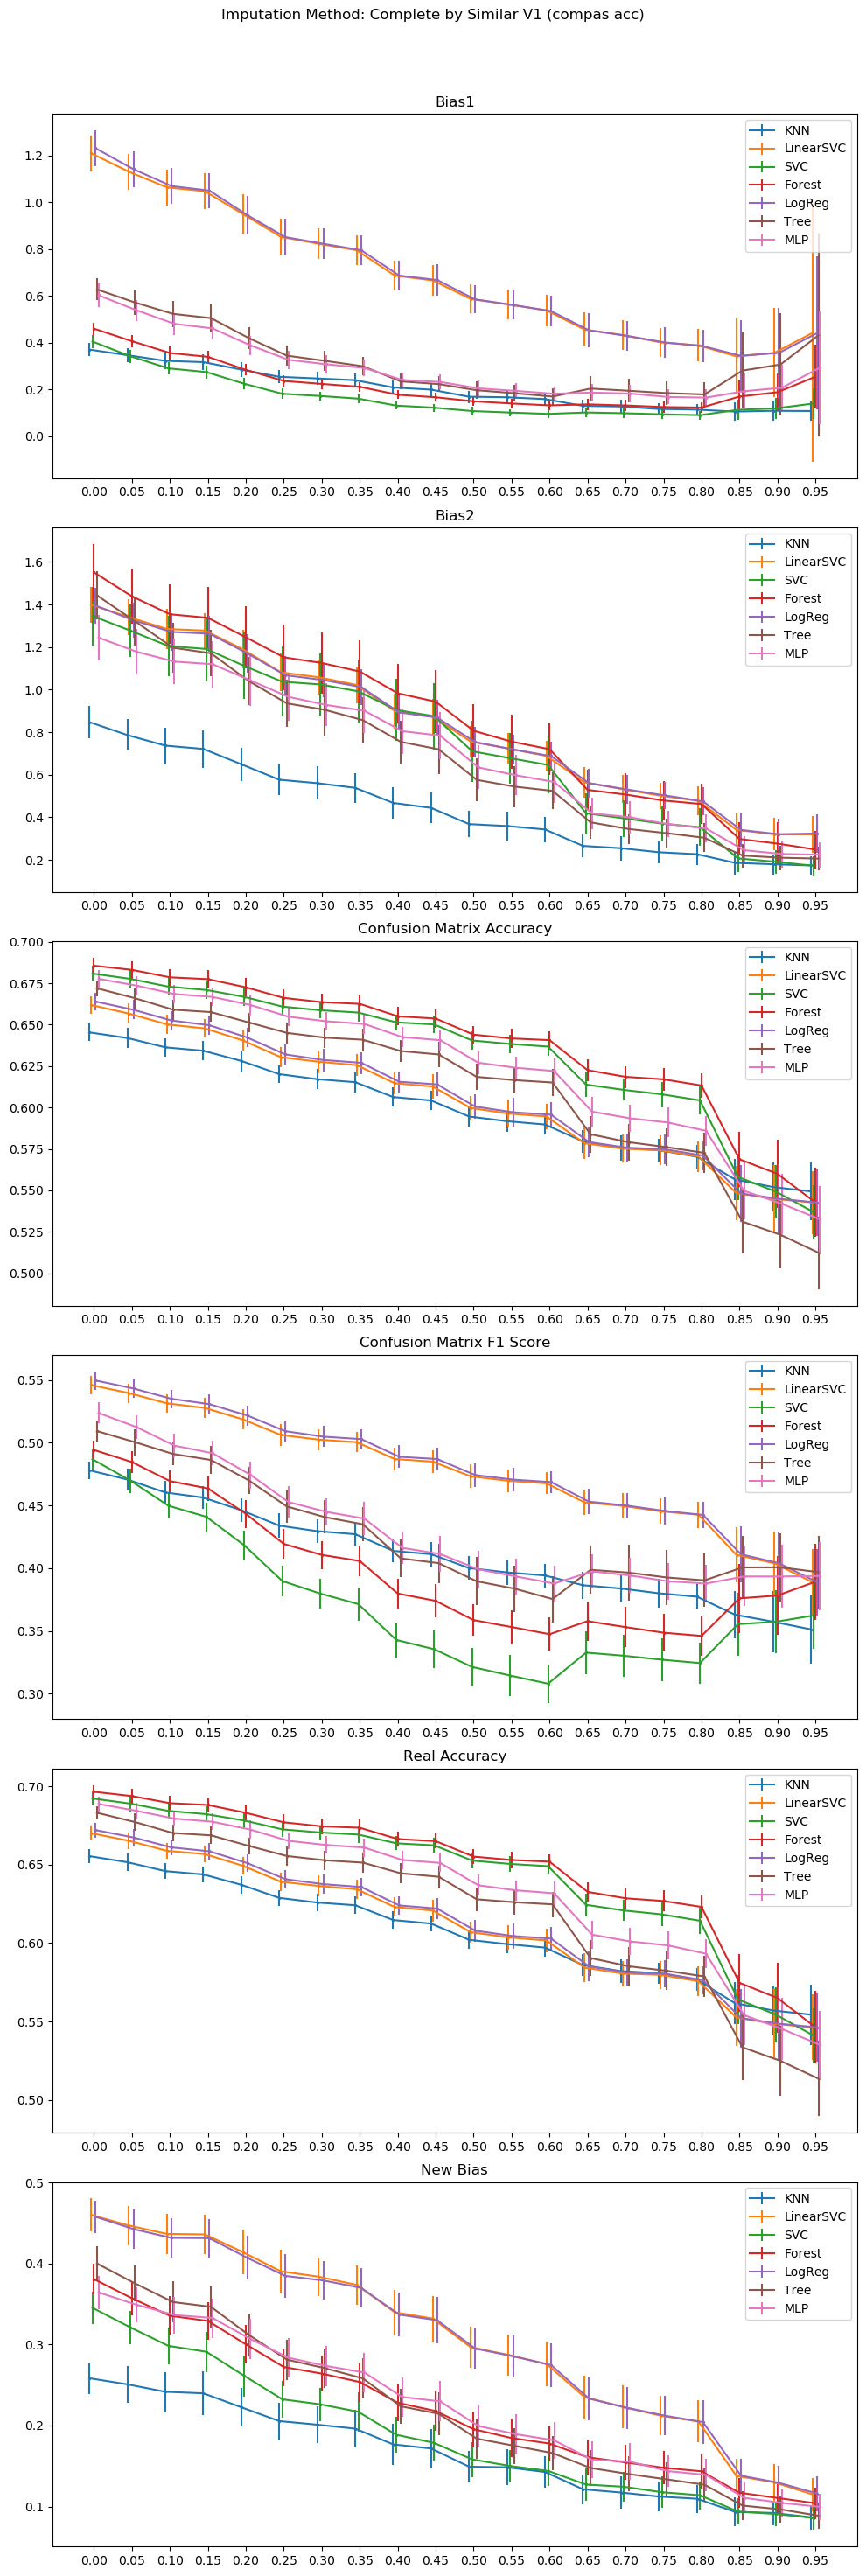 Imputation Method: Complete by Similar V1 (compas acc)
Bias1
KNN
LinearSVC
SVC
Forest
LogReg
Tree
MLP
1.2
1.0
0.8
0.6
0.4
0.2
0.0
0.00 0.05 0.10 0.15 0.20 0.25 0.30 0.35 0.40 0.45 0.50 0.55 0.60 0.65 0.70 0.75 0.80 0.85 0.90 0.95
Bias2
KNN
LinearSVC
SVC
Forest
LogReg
Tree
MLP
1.6
1.4
1.2
1.0
0.8
0.6
0.4
0.2
0.00 0.05 0.10 0.15 0.20 0.25 0.30 0.35 0.40 0.45 0.50 0.55 0.60 0.65 0.70 0.75 0.80 0.85 0.90 0.95
Confusion Matrix Accuracy
KNN
LinearSVC
SVC
Forest
LogReg
Tree
MLP
0.700
0.675
0.650
0.625
0.600
0.575
0.550
0.525
0.500
0.00 0.05 0.10 0.15 0.20 0.25 0.30 0.35 0.40 0.45 0.50 0.55 0.60 0.65 0.70 0.75 0.80 0.85 0.90 0.95
Confusion Matrix F1 Score
KNN
LinearSVC
SVC
Forest
LogReg
Tree
MLP
0.55
0.50
0.45
0.40
0.35
0.30
0.00 0.05 0.10 0.15 0.20 0.25 0.30 0.35 0.40 0.45 0.50 0.55 0.60 0.65 0.70 0.75 0.80 0.85 0.90 0.95
Real Accuracy
KNN
LinearSVC
SVC
Forest
LogReg
Tree
MLP
0.70
0.65
0.60
0.55
0.50
0.00 0.05 0.10 0.15 0.20 0.25 0.30 0.35 0.40 0.45 0.50 0.55 0.60 0.65 0.70 0.75 0.80 0.85 0.90 0.95
New Bias
KNN
LinearSVC
SVC
Forest
LogReg
Tree
MLP
0.5
0.4
0.3
0.2
0.1
0.00 0.05 0.10 0.15 0.20 0.25 0.30 0.35 0.40 0.45 0.50 0.55 0.60 0.65 0.70 0.75 0.80 0.85 0.90 0.95